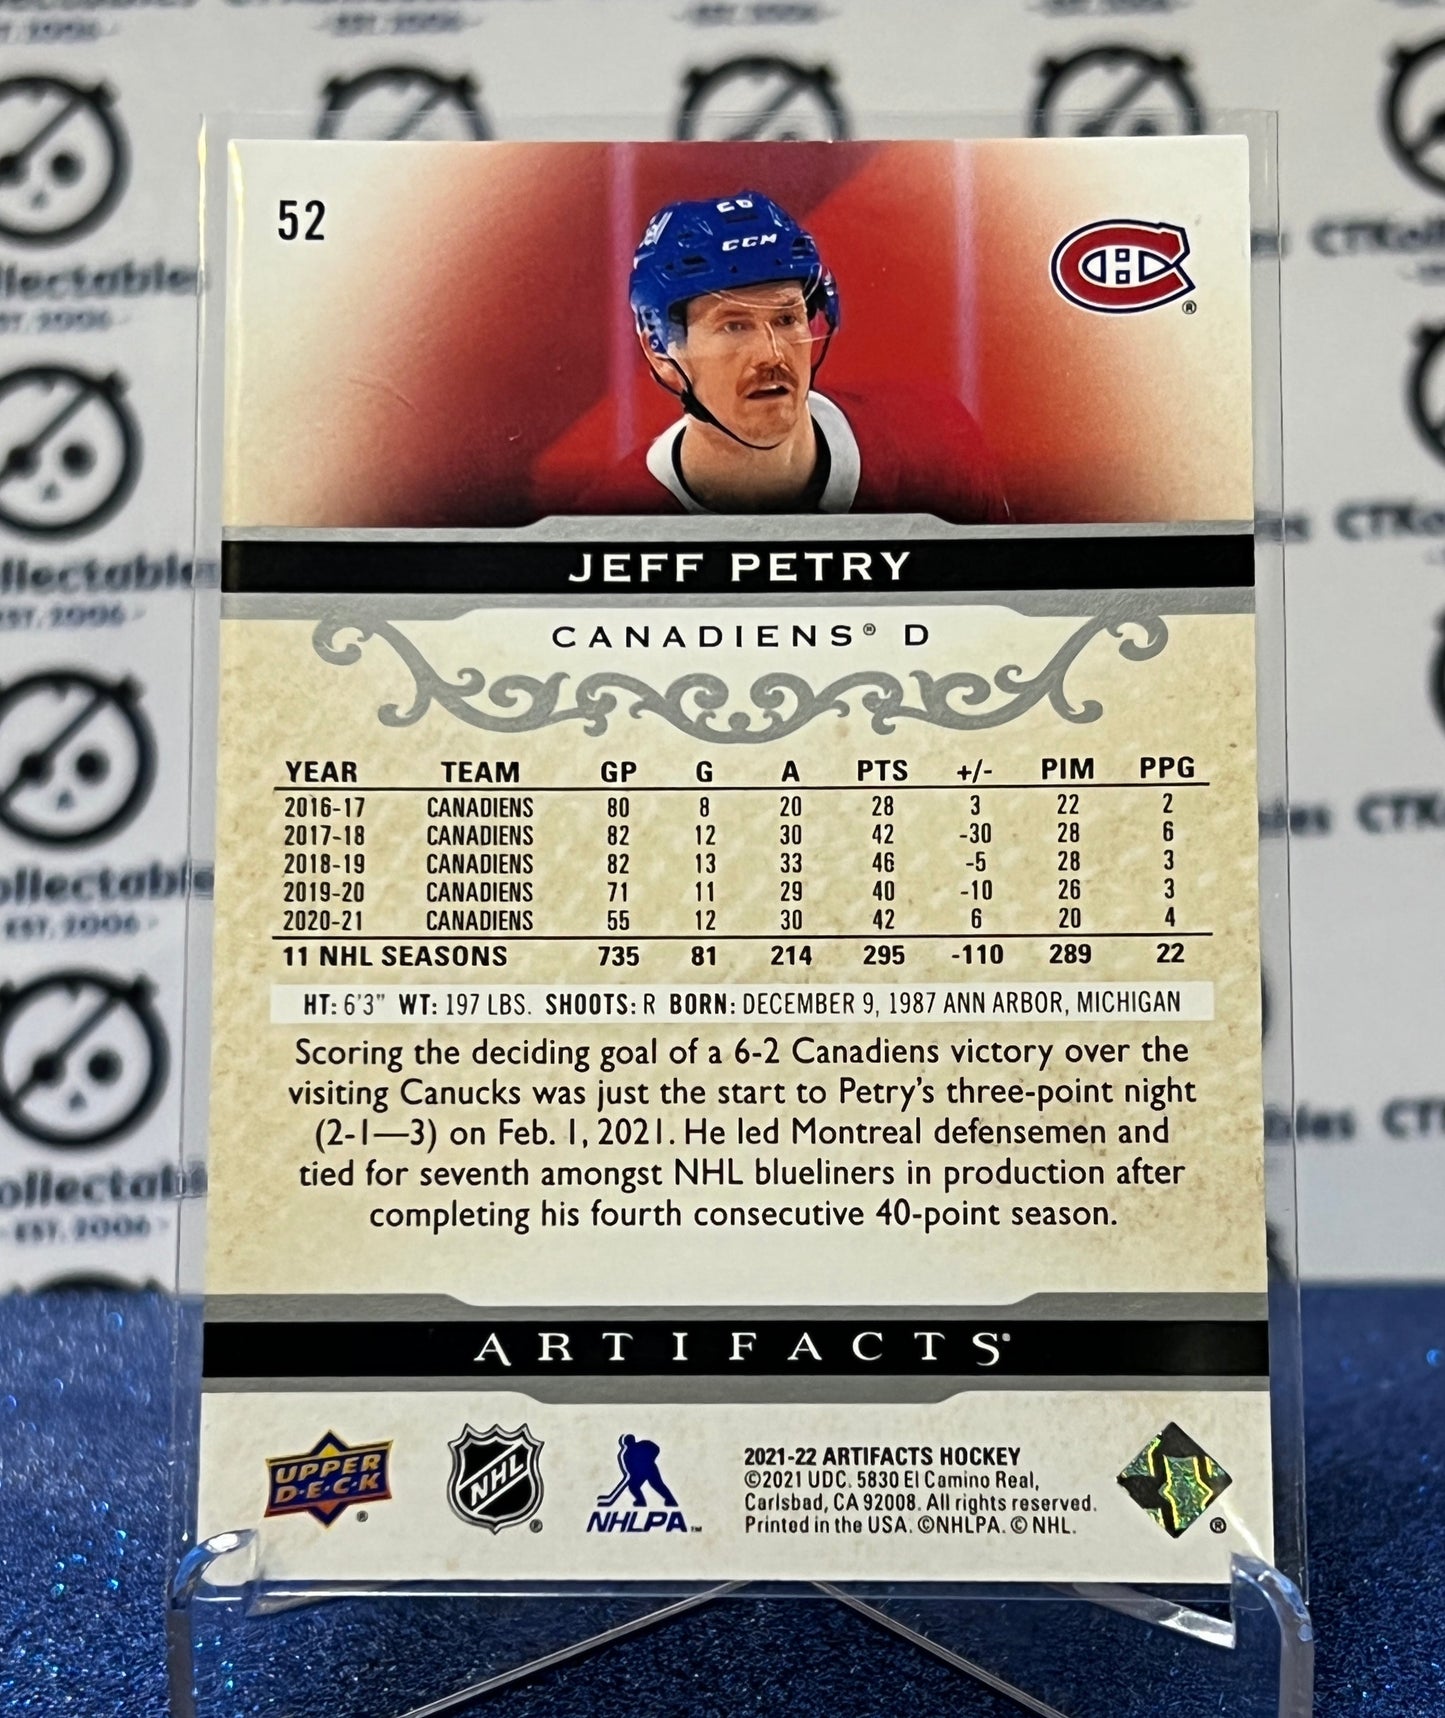 52
26
CCM
CH
JEFF PETRY
CANADIENS® D
YEAR TEAM GP G A PTS +/- PIM PPG
2016-17 CANADIENS 80 8 20 28 3 22 2
2017-18 CANADIENS 82 12 30 42 -30 28 6
2018-19 CANADIENS 82 13 33 46 -5 28 3
2019-20 CANADIENS 71 11 29 40 -10 26 3
2020-21 CANADIENS 55 12 30 42 6 20 4
11 NHL SEASONS 735 81 214 295 -110 289 22
HT: 6'3" WT: 197 LBS. SHOOTS: R BORN: DECEMBER 9, 1987 ANN ARBOR, MICHIGAN
Scoring the deciding goal of a 6-2 Canadiens victory over the
visiting Canucks was just the start to Petry's three-point night
(2-1—3) on Feb. 1, 2021. He led Montreal defensemen and
tied for seventh amongst NHL blueliners in production after
completing his fourth consecutive 40-point season.
ARTIFACTS®
UPPER
D·E·C·K
®
NHL
®
NHLPA™
2021-22 ARTIFACTS HOCKEY
©2021 UDC. 5830 El Camino Real,
Carlsbad, CA 92008. All rights reserved.
Printed in the USA. ©NHLPA. © NHL.
®